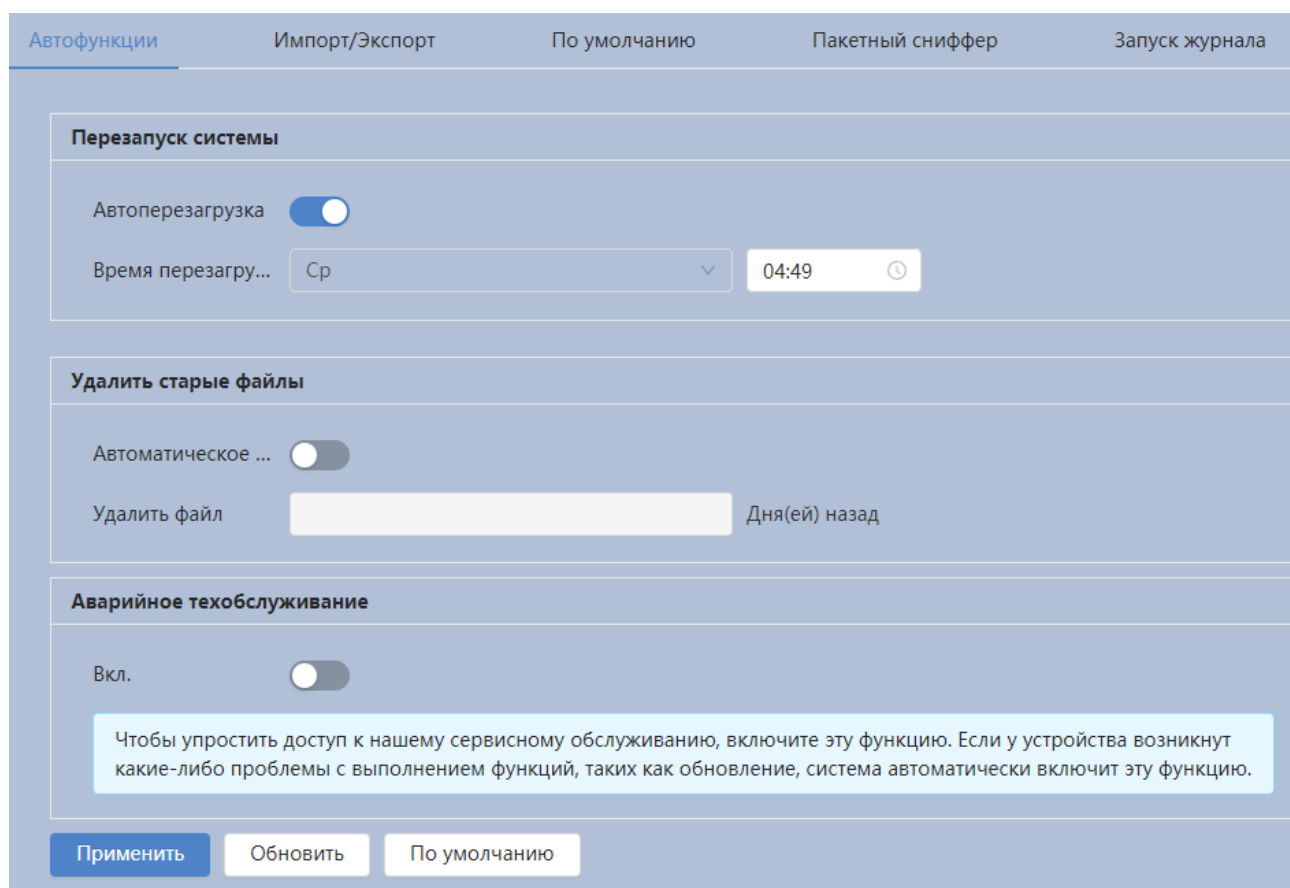 Автофункции Импорт/Экспорт По умолчанию Пакетный сниффер Запуск журнала
Перезапуск системы
Автоперезагрузка
Время перезагру... Ср 04:49
Удалить старые файлы
Автоматическое ...
Удалить файл Дня(ей) назад
Аварийное техобслуживание
Вкл.
Чтобы упростить доступ к нашему сервисному обслуживанию, включите эту функцию. Если у устройства возникнут
какие-либо проблемы с выполнением функций, таких как обновление, система автоматически включит эту функцию.
Применить Обновить По умолчанию